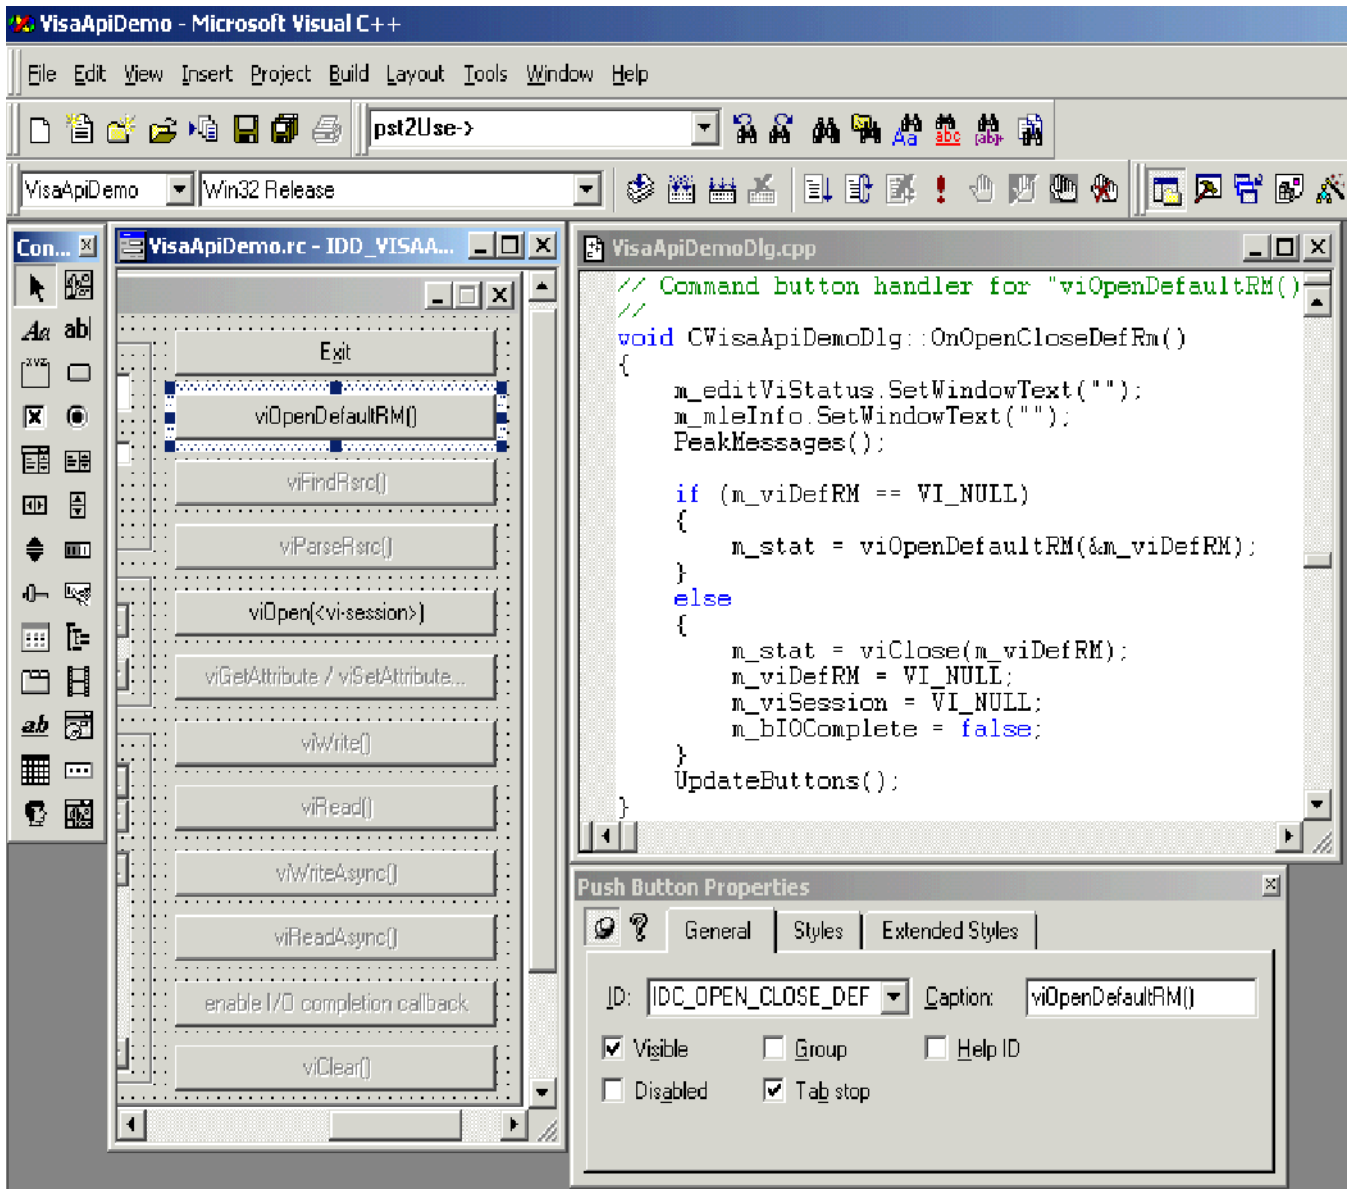 VisaApiDemo - Microsoft Visual C++
File Edit View Insert Project Build Layout Tools Window Help
pst2Use->
VisaApiDemo Win32 Release
Con...
VisaApiDemo.rc - IDD_VISAA...
Exit
viOpenDefaultRM()
viFindRsrc()
viParseRsrc()
viOpen(<vi-session>)
viGetAttribute / viSetAttribute...
viWrite()
viRead()
viWriteAsync()
viReadAsync()
enable I/O completion callback
viClear()
VisaApiDemoDlg.cpp
// Command button handler for "viOpenDefaultRM()
//
void CVisaApiDemoDlg::OnOpenCloseDefRm()
{
m_editViStatus.SetWindowText("");
m_mleInfo.SetWindowText("");
PeakMessages();
if (m_viDefRM == VI_NULL)
{
m_stat = viOpenDefaultRM(&m_viDefRM);
}
else
{
m_stat = viClose(m_viDefRM);
m_viDefRM = VI_NULL;
m_viSession = VI_NULL;
m_bIOComplete = false;
}
UpdateButtons();
}
Push Button Properties
General Styles Extended Styles
ID: IDC_OPEN_CLOSE_DEF Caption: viOpenDefaultRM()
Visible Group Help ID
Disabled Tab stop